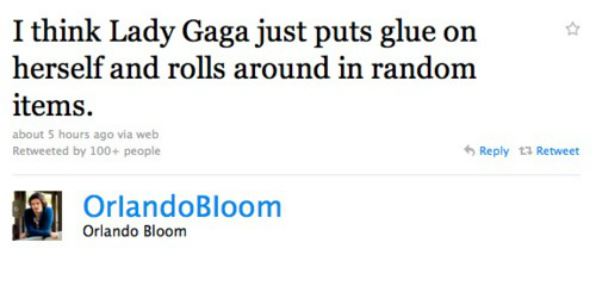 I think Lady Gaga just puts glue on
herself and rolls around in random
items.
about 5 hours ago via web
Retweeted by 100+ people
Reply Retweet
OrlandoBloom
Orlando Bloom